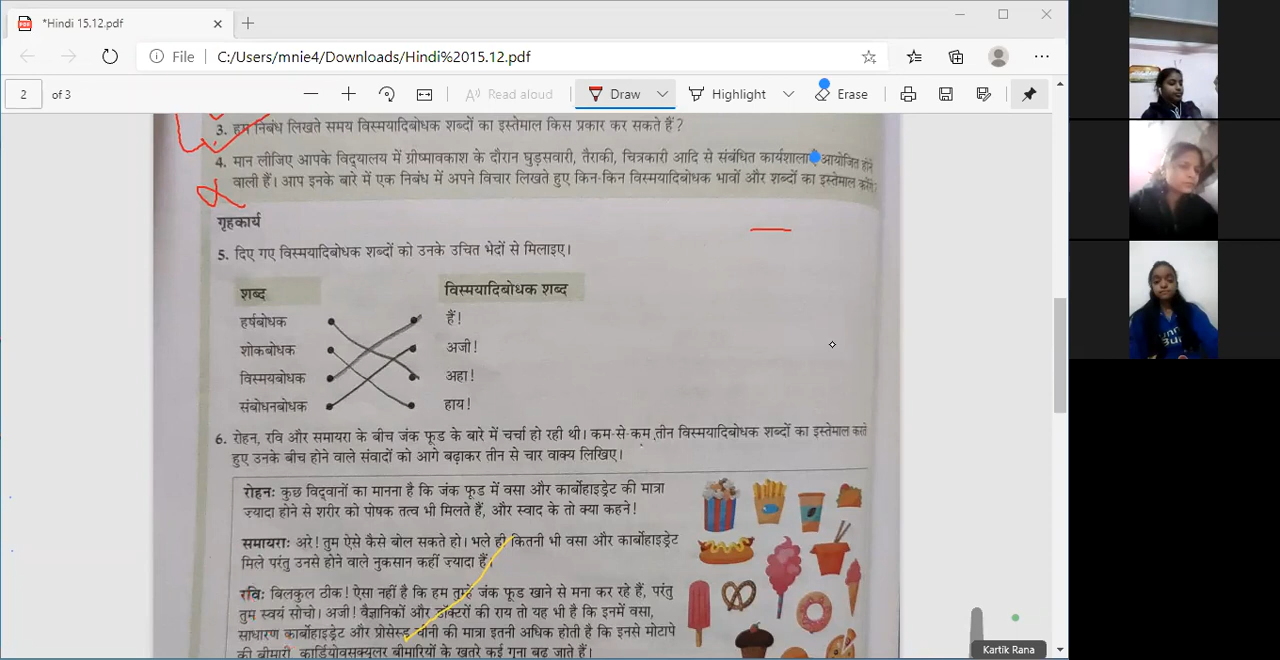 *Hindi 15.12.pdf
File C:/Users/mnie4/Downloads/Hindi%2015.12.pdf
2 of 3 Read aloud Draw Highlight Erase
3. हम निबंध लिखते समय विस्मयादिबोधक शब्दों का इस्तेमाल किस प्रकार कर सकते हैं?
4. मान लीजिए आपके विद्यालय में ग्रीष्मावकाश के दौरान घुड़सवारी, तैराकी, चित्रकारी आदि से संबंधित कार्यशाला आयोजित होने
वाली हैं। आप इनके बारे में एक निबंध में अपने विचार लिखते हुए किन-किन विस्मयादिबोधक भावों और शब्दों का इस्तेमाल करेंगे?
गृहकार्य
5. दिए गए विस्मयादिबोधक शब्दों को उनके उचित भेदों से मिलाइए।
शब्द विस्मयादिबोधक शब्द
हर्षबोधक हैं!
शोकबोधक अजी!
विस्मयबोधक अहा!
संबोधनबोधक हाय!
6. रोहन, रवि और समायरा के बीच जंक फूड के बारे में चर्चा हो रही थी। कम-से-कम तीन विस्मयादिबोधक शब्दों का इस्तेमाल करते
हुए उनके बीच होने वाले संवादों को आगे बढ़ाकर तीन से चार वाक्य लिखिए।
रोहन: कुछ विद्वानों का मानना है कि जंक फूड में वसा और कार्बोहाइड्रेट की मात्रा
ज़्यादा होने से शरीर को पोषक तत्व भी मिलते हैं, और स्वाद के तो क्या कहने!
समायरा: अरे! तुम ऐसे कैसे बोल सकते हो। भले ही कितनी भी वसा और कार्बोहाइड्रेट
मिले परंतु उनसे होने वाले नुकसान कहीं ज़्यादा हैं।
रवि: बिलकुल ठीक! ऐसा नहीं है कि हम तुम्हें जंक फूड खाने से मना कर रहे हैं, परंतु
तुम स्वयं सोचो। अजी! वैज्ञानिकों और डॉक्टरों की राय तो यह भी है कि इनमें वसा,
साधारण कार्बोहाइड्रेट और प्रोसेस्ड चीनी की मात्रा इतनी अधिक होती है कि इनसे मोटापे
की बीमारी, कार्डियोवसक्यूलर बीमारियों के खतरे कई गुना बढ़ जाते हैं।
Kartik Rana